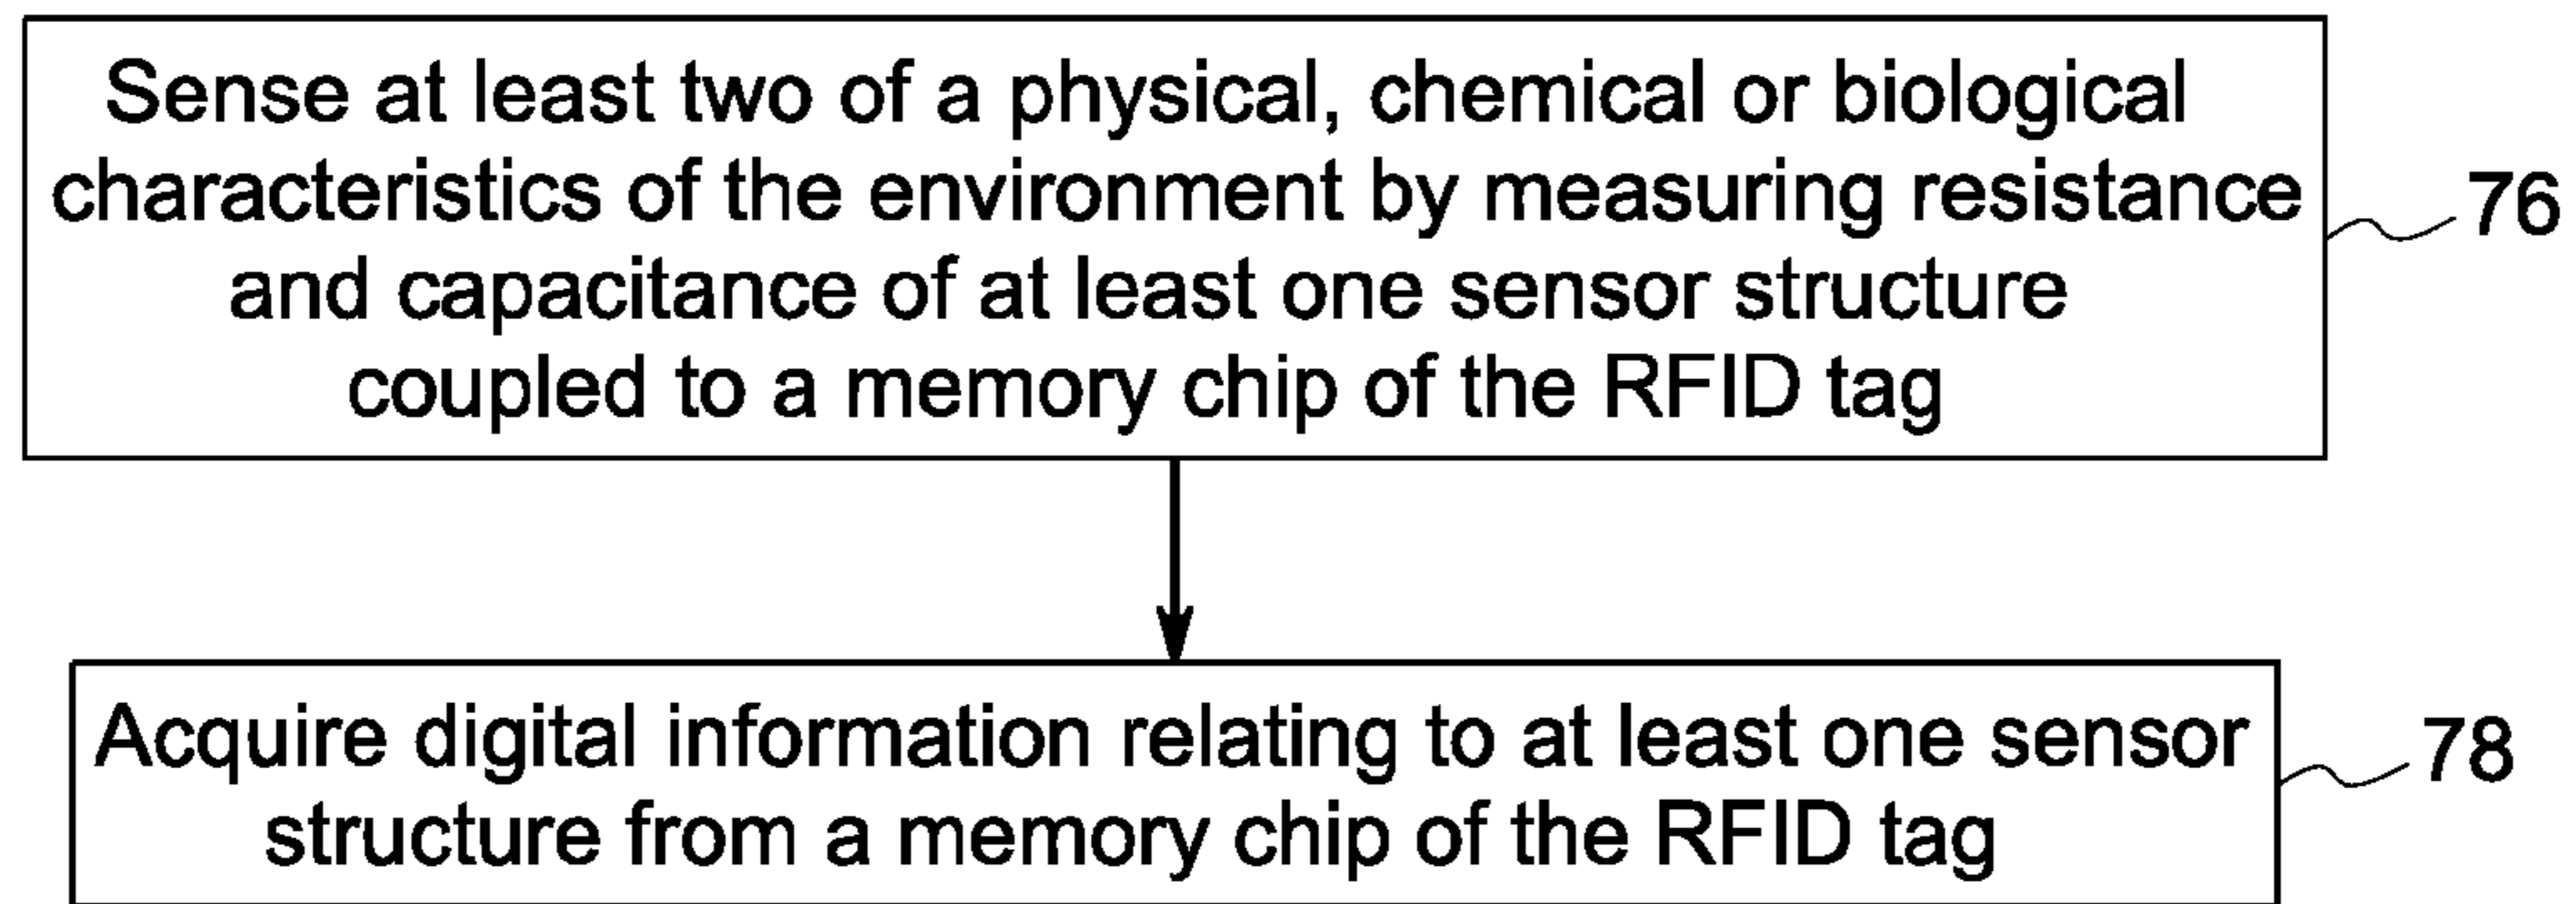 Sense at least two of a physical, chemical or biological
characteristics of the environment by measuring resistance
and capacitance of at least one sensor structure
coupled to a memory chip of the RFID tag
76
Acquire digital information relating to at least one sensor
structure from a memory chip of the RFID tag
78